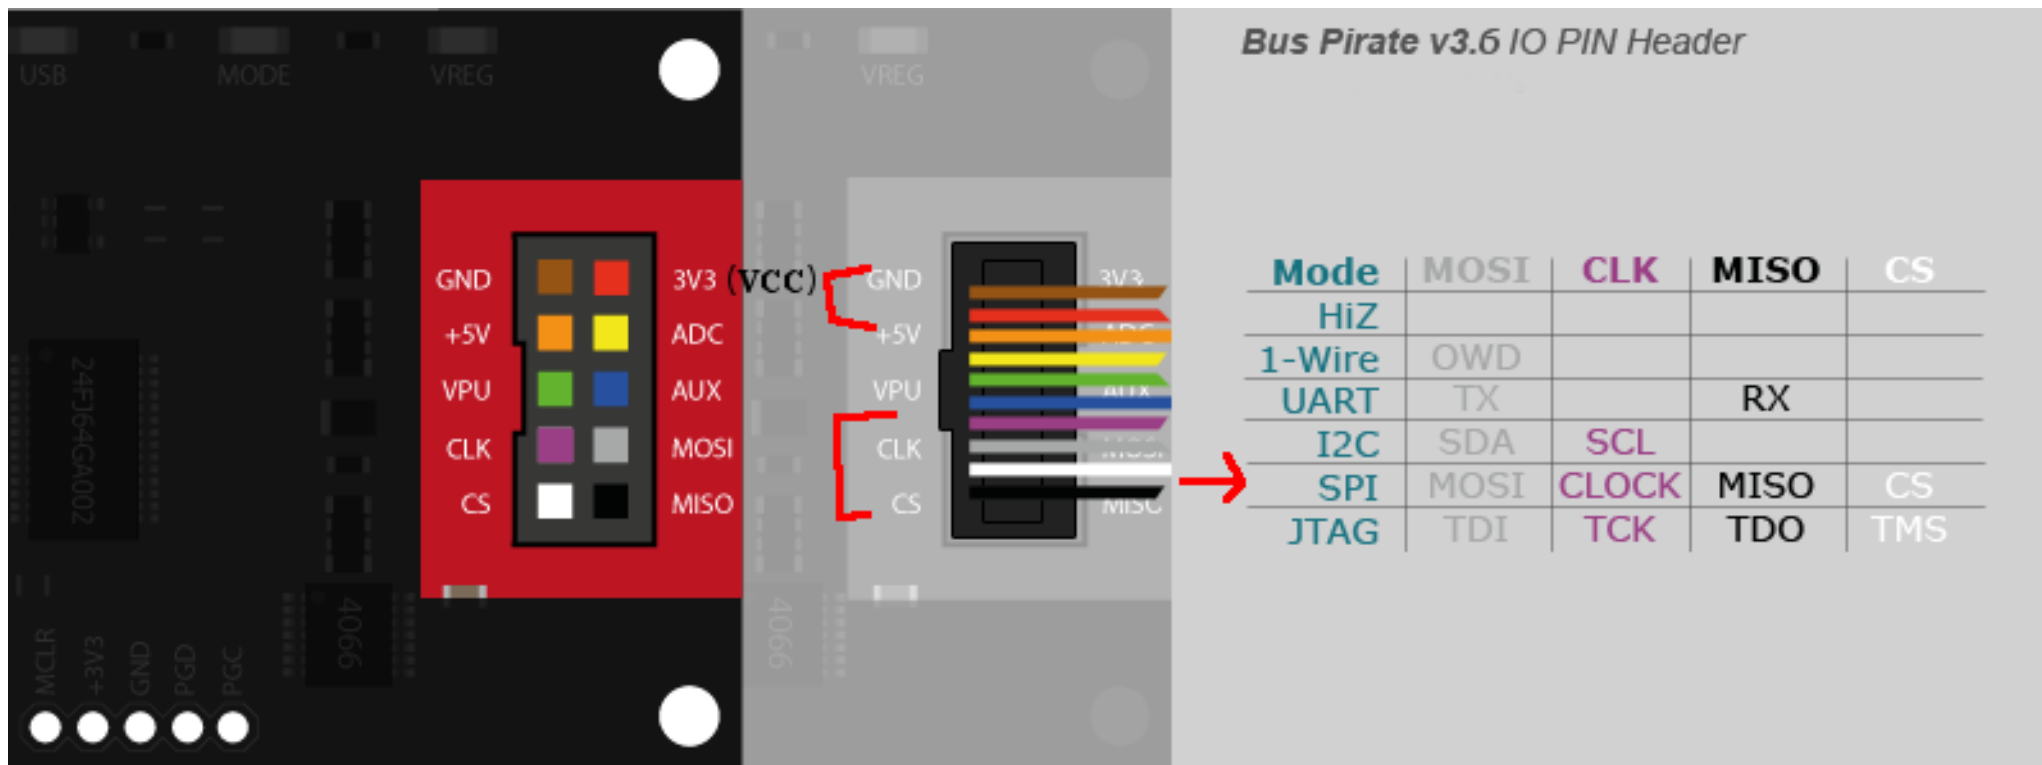 Bus Pirate v3.6 IO PIN Header
USB MODE VREG
VREG
GND 3V3 (VCC)
+5V ADC
VPU AUX
CLK MOSI
CS MISO
GND 3V3
+5V ADC
VPU AUX
CLK MOSI
CS MISO
24FJ64GA002
4066
4066
MCLR
+3V3
GND
PGD
PGC
Mode MOSI CLK MISO CS
HiZ
1-Wire OWD
UART TX RX
I2C SDA SCL
SPI MOSI CLOCK MISO CS
JTAG TDI TCK TDO TMS